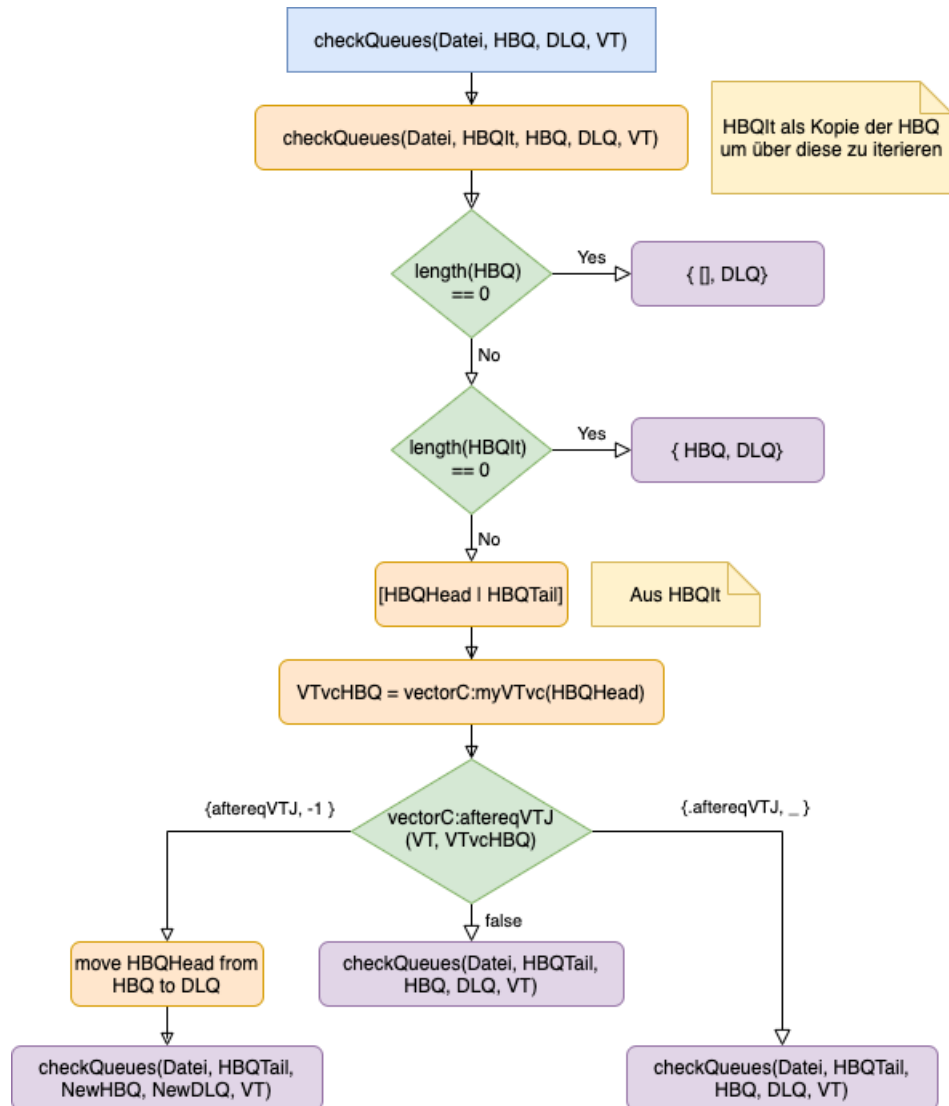 checkQueues(Datei, HBQ, DLQ, VT)
checkQueues(Datei, HBQIt, HBQ, DLQ, VT)
HBQIt als Kopie der HBQ
um über diese zu iterieren
length(HBQ)
== 0
Yes
{ [], DLQ}
No
length(HBQIt)
== 0
Yes
{ HBQ, DLQ}
No
[HBQHead | HBQTail]
Aus HBQIt
VTvcHBQ = vectorC:myVTvc(HBQHead)
{aftereqVTJ, -1 }
vectorC:aftereqVTJ
(VT, VTvcHBQ)
{.aftereqVTJ, _ }
false
move HBQHead from
HBQ to DLQ
checkQueues(Datei, HBQTail,
HBQ, DLQ, VT)
checkQueues(Datei, HBQTail,
NewHBQ, NewDLQ, VT)
checkQueues(Datei, HBQTail,
HBQ, DLQ, VT)